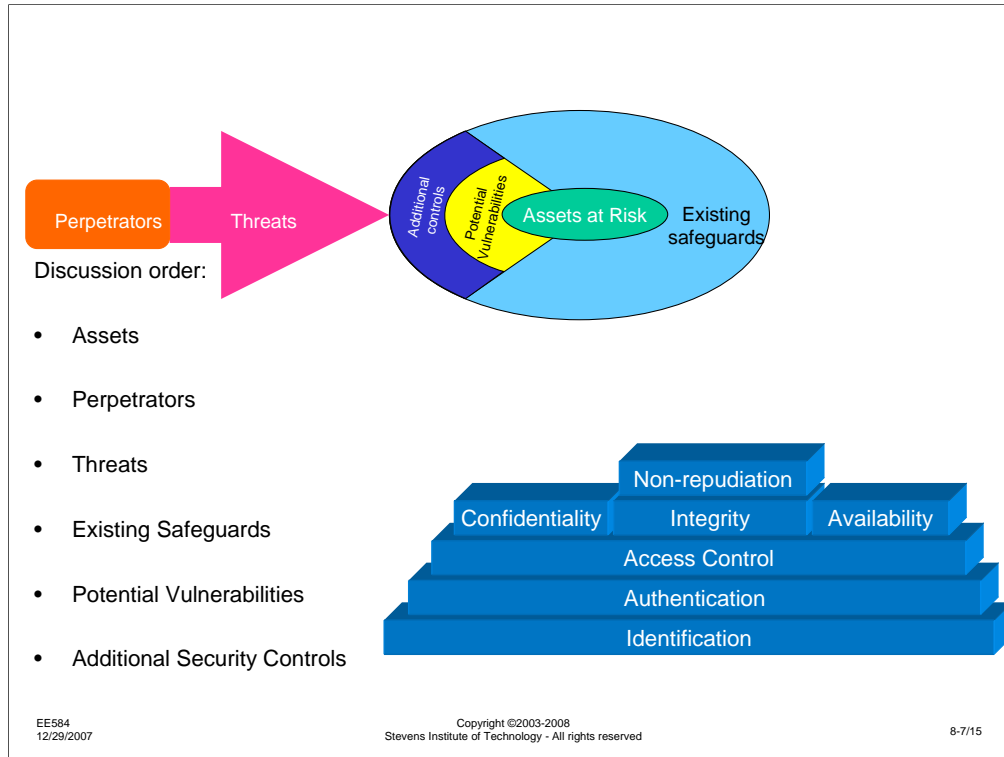 Perpetrators
Threats
Additional
controls
Potential
Vulnerabilities
Assets at Risk
Existing
safeguards
Discussion order:
• Assets
• Perpetrators
• Threats
• Existing Safeguards
• Potential Vulnerabilities
• Additional Security Controls
Non-repudiation
Confidentiality
Integrity
Availability
Access Control
Authentication
Identification
EE584
12/29/2007
Copyright ©2003-2008
Stevens Institute of Technology - All rights reserved
8-7/15